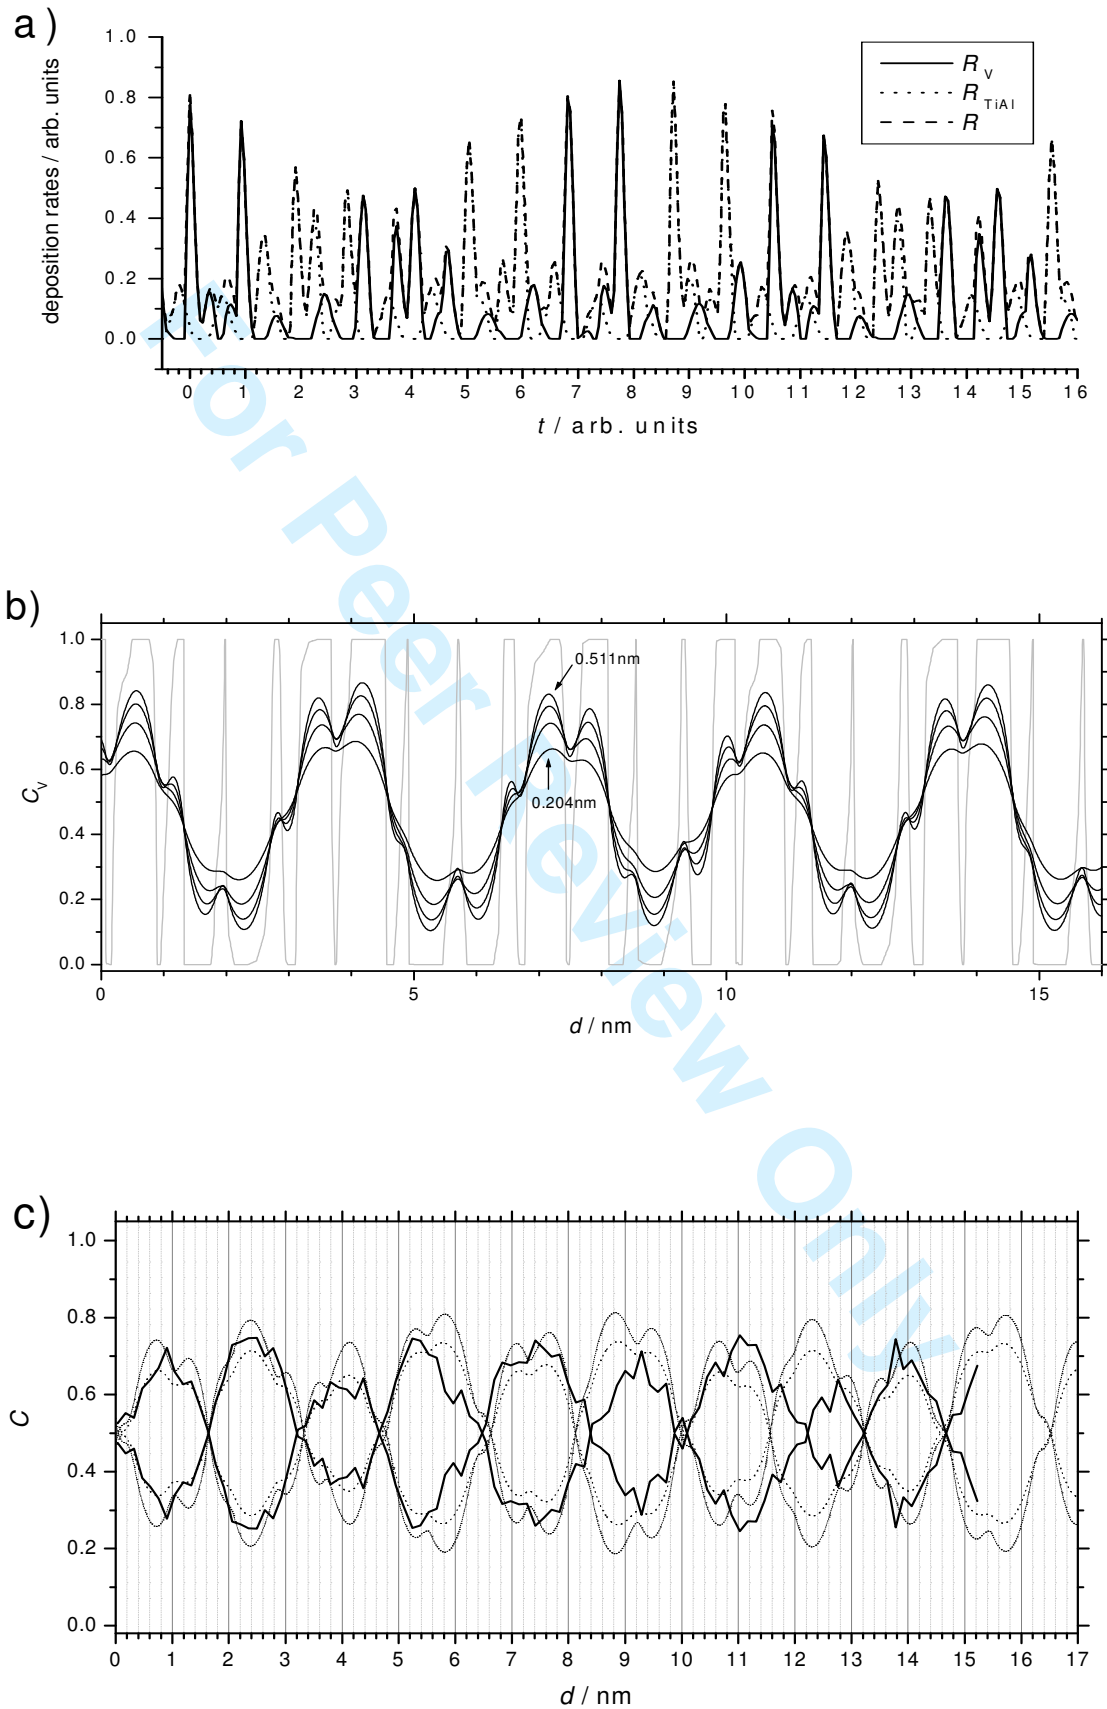 a)
deposition rates / arb. units
1.0
0.8
0.6
0.4
0.2
0.0
R V
R TiAl
R
0 1 2 3 4 5 6 7 8 9 10 11 12 13 14 15 16
t / arb. units
b)
C V
1.0
0.8
0.6
0.4
0.2
0.0
0.511nm
0.204nm
0 5 10 15
d / nm
c)
C
1.0
0.8
0.6
0.4
0.2
0.0
0 1 2 3 4 5 6 7 8 9 10 11 12 13 14 15 16 17
d / nm
For Peer Review Only